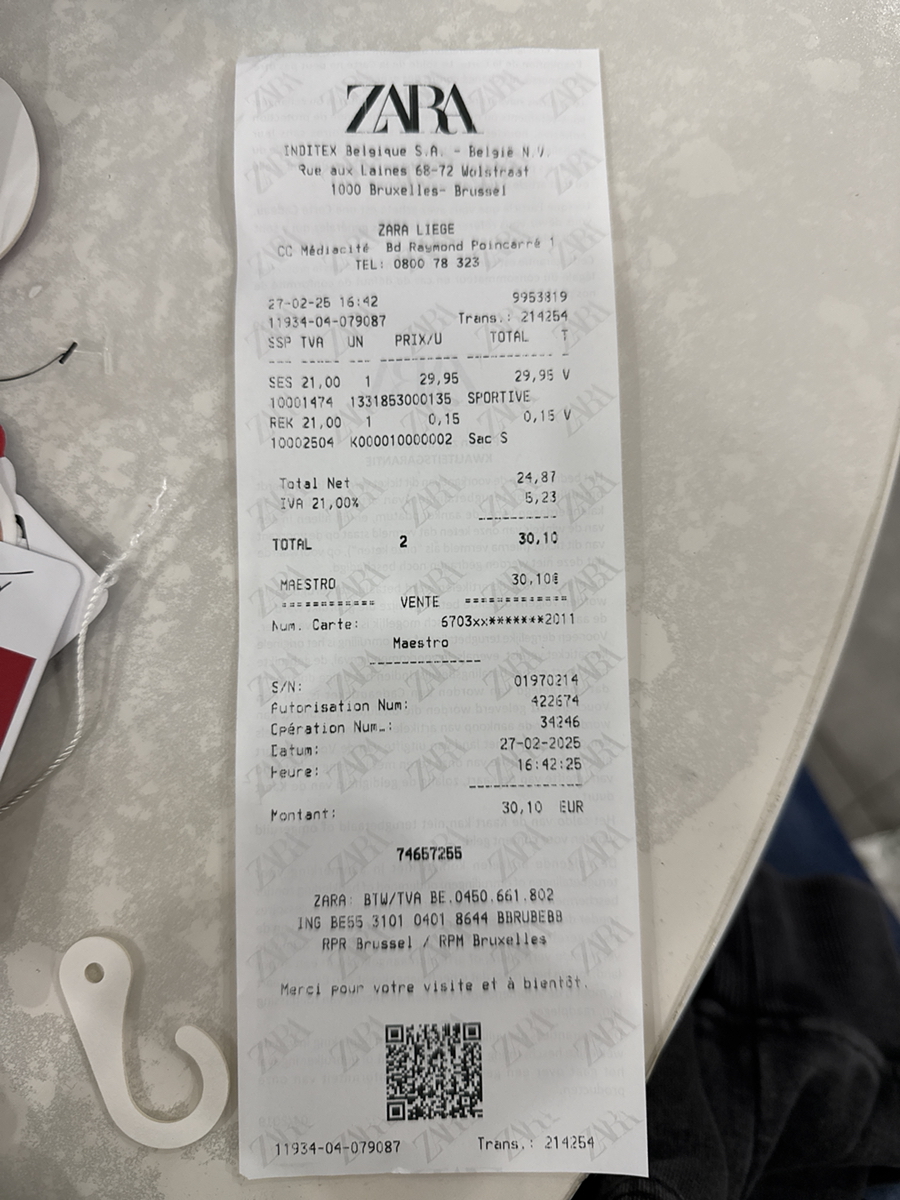 ZARA
INDITEX Belgique S.A. - België N.V.
Rue aux Laines 68-72 Wolstraat
1000 Bruxelles- Brussel
ZARA LIEGE
CC Médiacité Bd Raymond Poincarré 1
TEL: 0800 78 323
27-02-25 16:42 9953819
11934-04-079087 Trans.: 214254
SSP TVA UN PRIX/U TOTAL T
SES 21,00 1 29,95 29,95 V
10001474 1331853000135 SPORTIVE
REK 21,00 1 0,15 0,15 V
10002504 K000010000002 Sac S
Total Net 24,87
IVA 21,00% 5,23
TOTAL 2 30,10
MAESTRO 30,10€
=========== VENTE ============
Num. Carte: 6703xx*******2011
Maestro
S/N: 01970214
Autorisation Num: 422674
Opération Num.: 34246
Datum: 27-02-2025
Heure: 16:42:25
Montant: 30,10 EUR
74657255
ZARA: BTW/TVA BE.0450.661.802
ING BE55 3101 0401 8644 BBRUBEBB
RPR Brussel / RPM Bruxelles
Merci pour votre visite et à bientôt.
11934-04-079087 Trans.: 214254